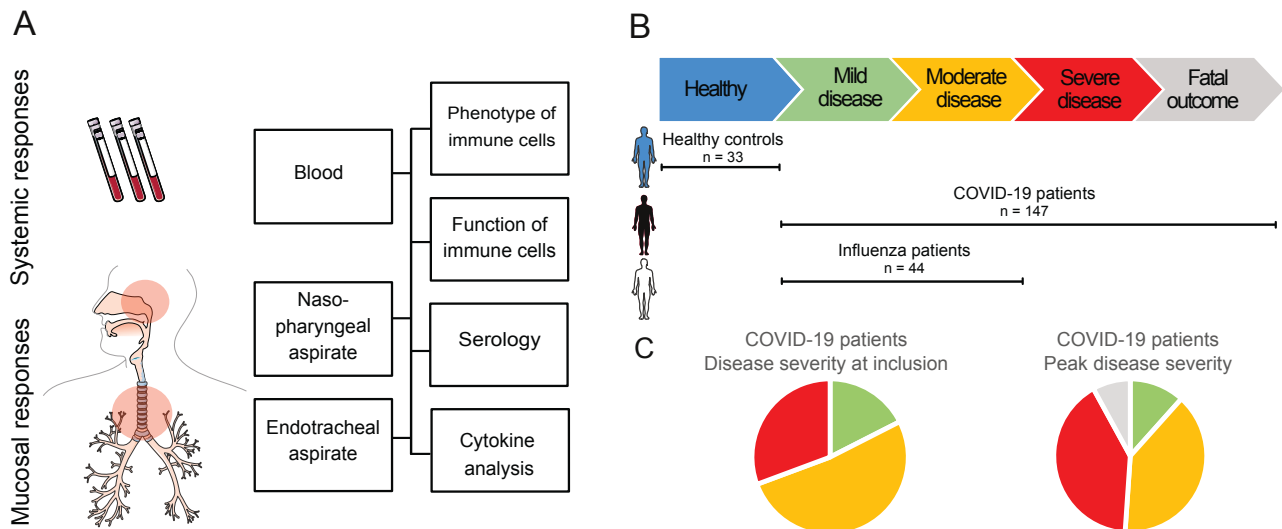 A
Systemic responses
Mucosal responses
Blood
Naso-
pharyngeal
aspirate
Endotracheal
aspirate
Phenotype of
immune cells
Function of
immune cells
Serology
Cytokine
analysis
B
Healthy
Mild
disease
Moderate
disease
Severe
disease
Fatal
outcome
Healthy controls
n = 33
COVID-19 patients
n = 147
Influenza patients
n = 44
C
COVID-19 patients
Disease severity at inclusion
COVID-19 patients
Peak disease severity